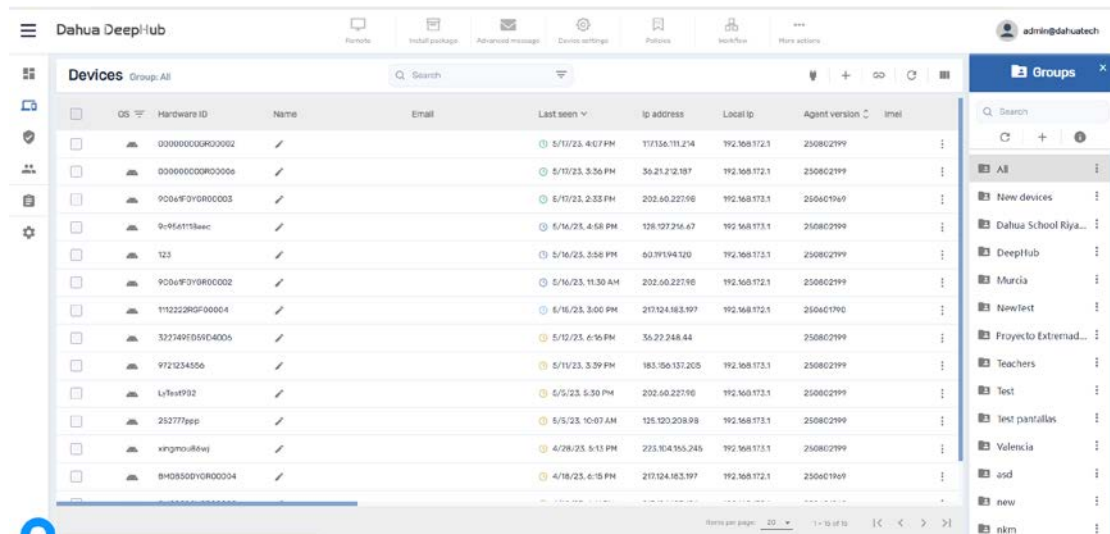 Dahua DeepHub
Remote Install package Advanced message Device settings Policies Workflow More actions
admin@dahuatech
Devices Group: All
Search
Groups ×
Search
OS Hardware ID Name Email Last seen Ip address Local Ip Agent version Imei
5/17/23, 4:07 PM 117.136.111.214 192.168.172.1 250802199
5/17/23, 3:36 PM 36.21.212.187 192.168.172.1 250802199
5/17/23, 2:33 PM 202.60.227.98 192.168.173.1 250601969
5/16/23, 4:58 PM 128.127.216.67 192.168.173.1 250802199
123 5/16/23, 3:58 PM 60.191.94.120 192.168.173.1 250802199
5/16/23, 11:30 AM 202.60.227.98 192.168.172.1 250802199
1112222RGF00004 5/15/23, 3:00 PM 217.124.183.197 192.168.172.1 250601790
5/12/23, 6:16 PM 36.22.248.44 250802199
9721234556 5/11/23, 3:39 PM 183.156.137.205 192.168.173.1 250802199
LyTest902 5/5/23, 5:30 PM 202.60.227.98 192.168.173.1 250802199
252777ppp 5/5/23, 10:07 AM 125.120.208.98 192.168.173.1 250802199
4/28/23, 5:13 PM 223.104.165.245 192.168.173.1 250802199
4/18/23, 6:15 PM 217.124.183.197 192.168.172.1 250601969
Items per page: 20 1 – 15 of 15
All
New devices
Dahua School Riya...
DeepHub
Murcia
NewTest
Proyecto Extremad...
Teachers
Test
Test pantallas
Valencia
asd
new
nkm